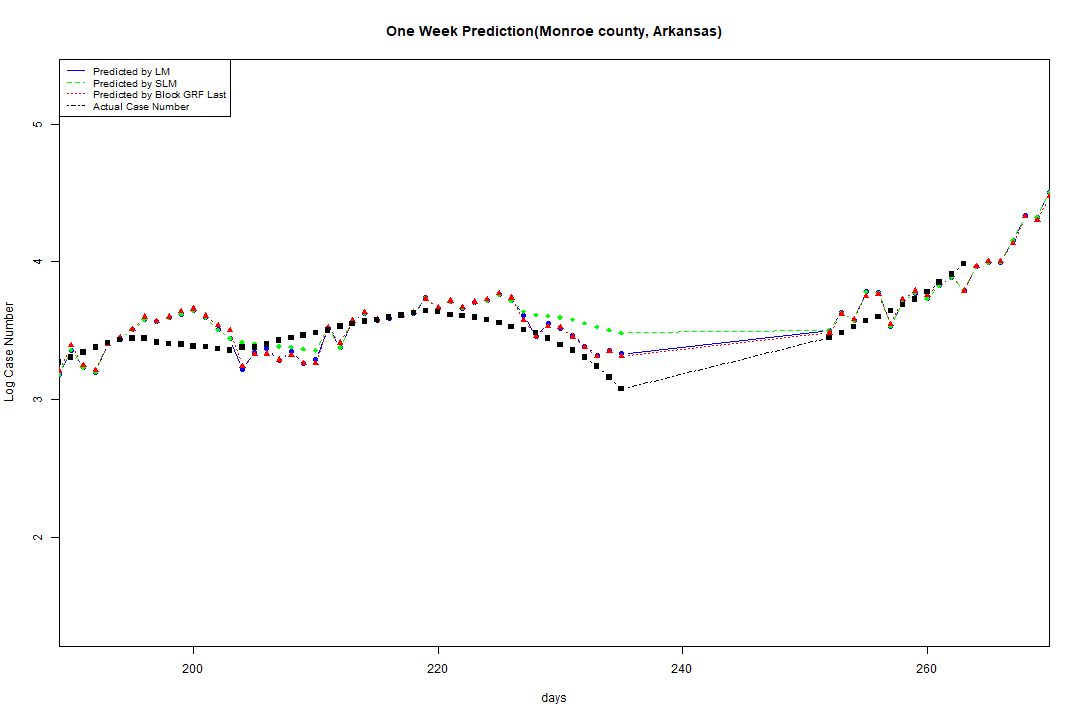 One Week Prediction(Monroe county, Arkansas)
Predicted by LM
Predicted by SLM
Predicted by Block GRF Last
Actual Case Number
5
4
3
2
Log Case Number
200 220 240 260
days